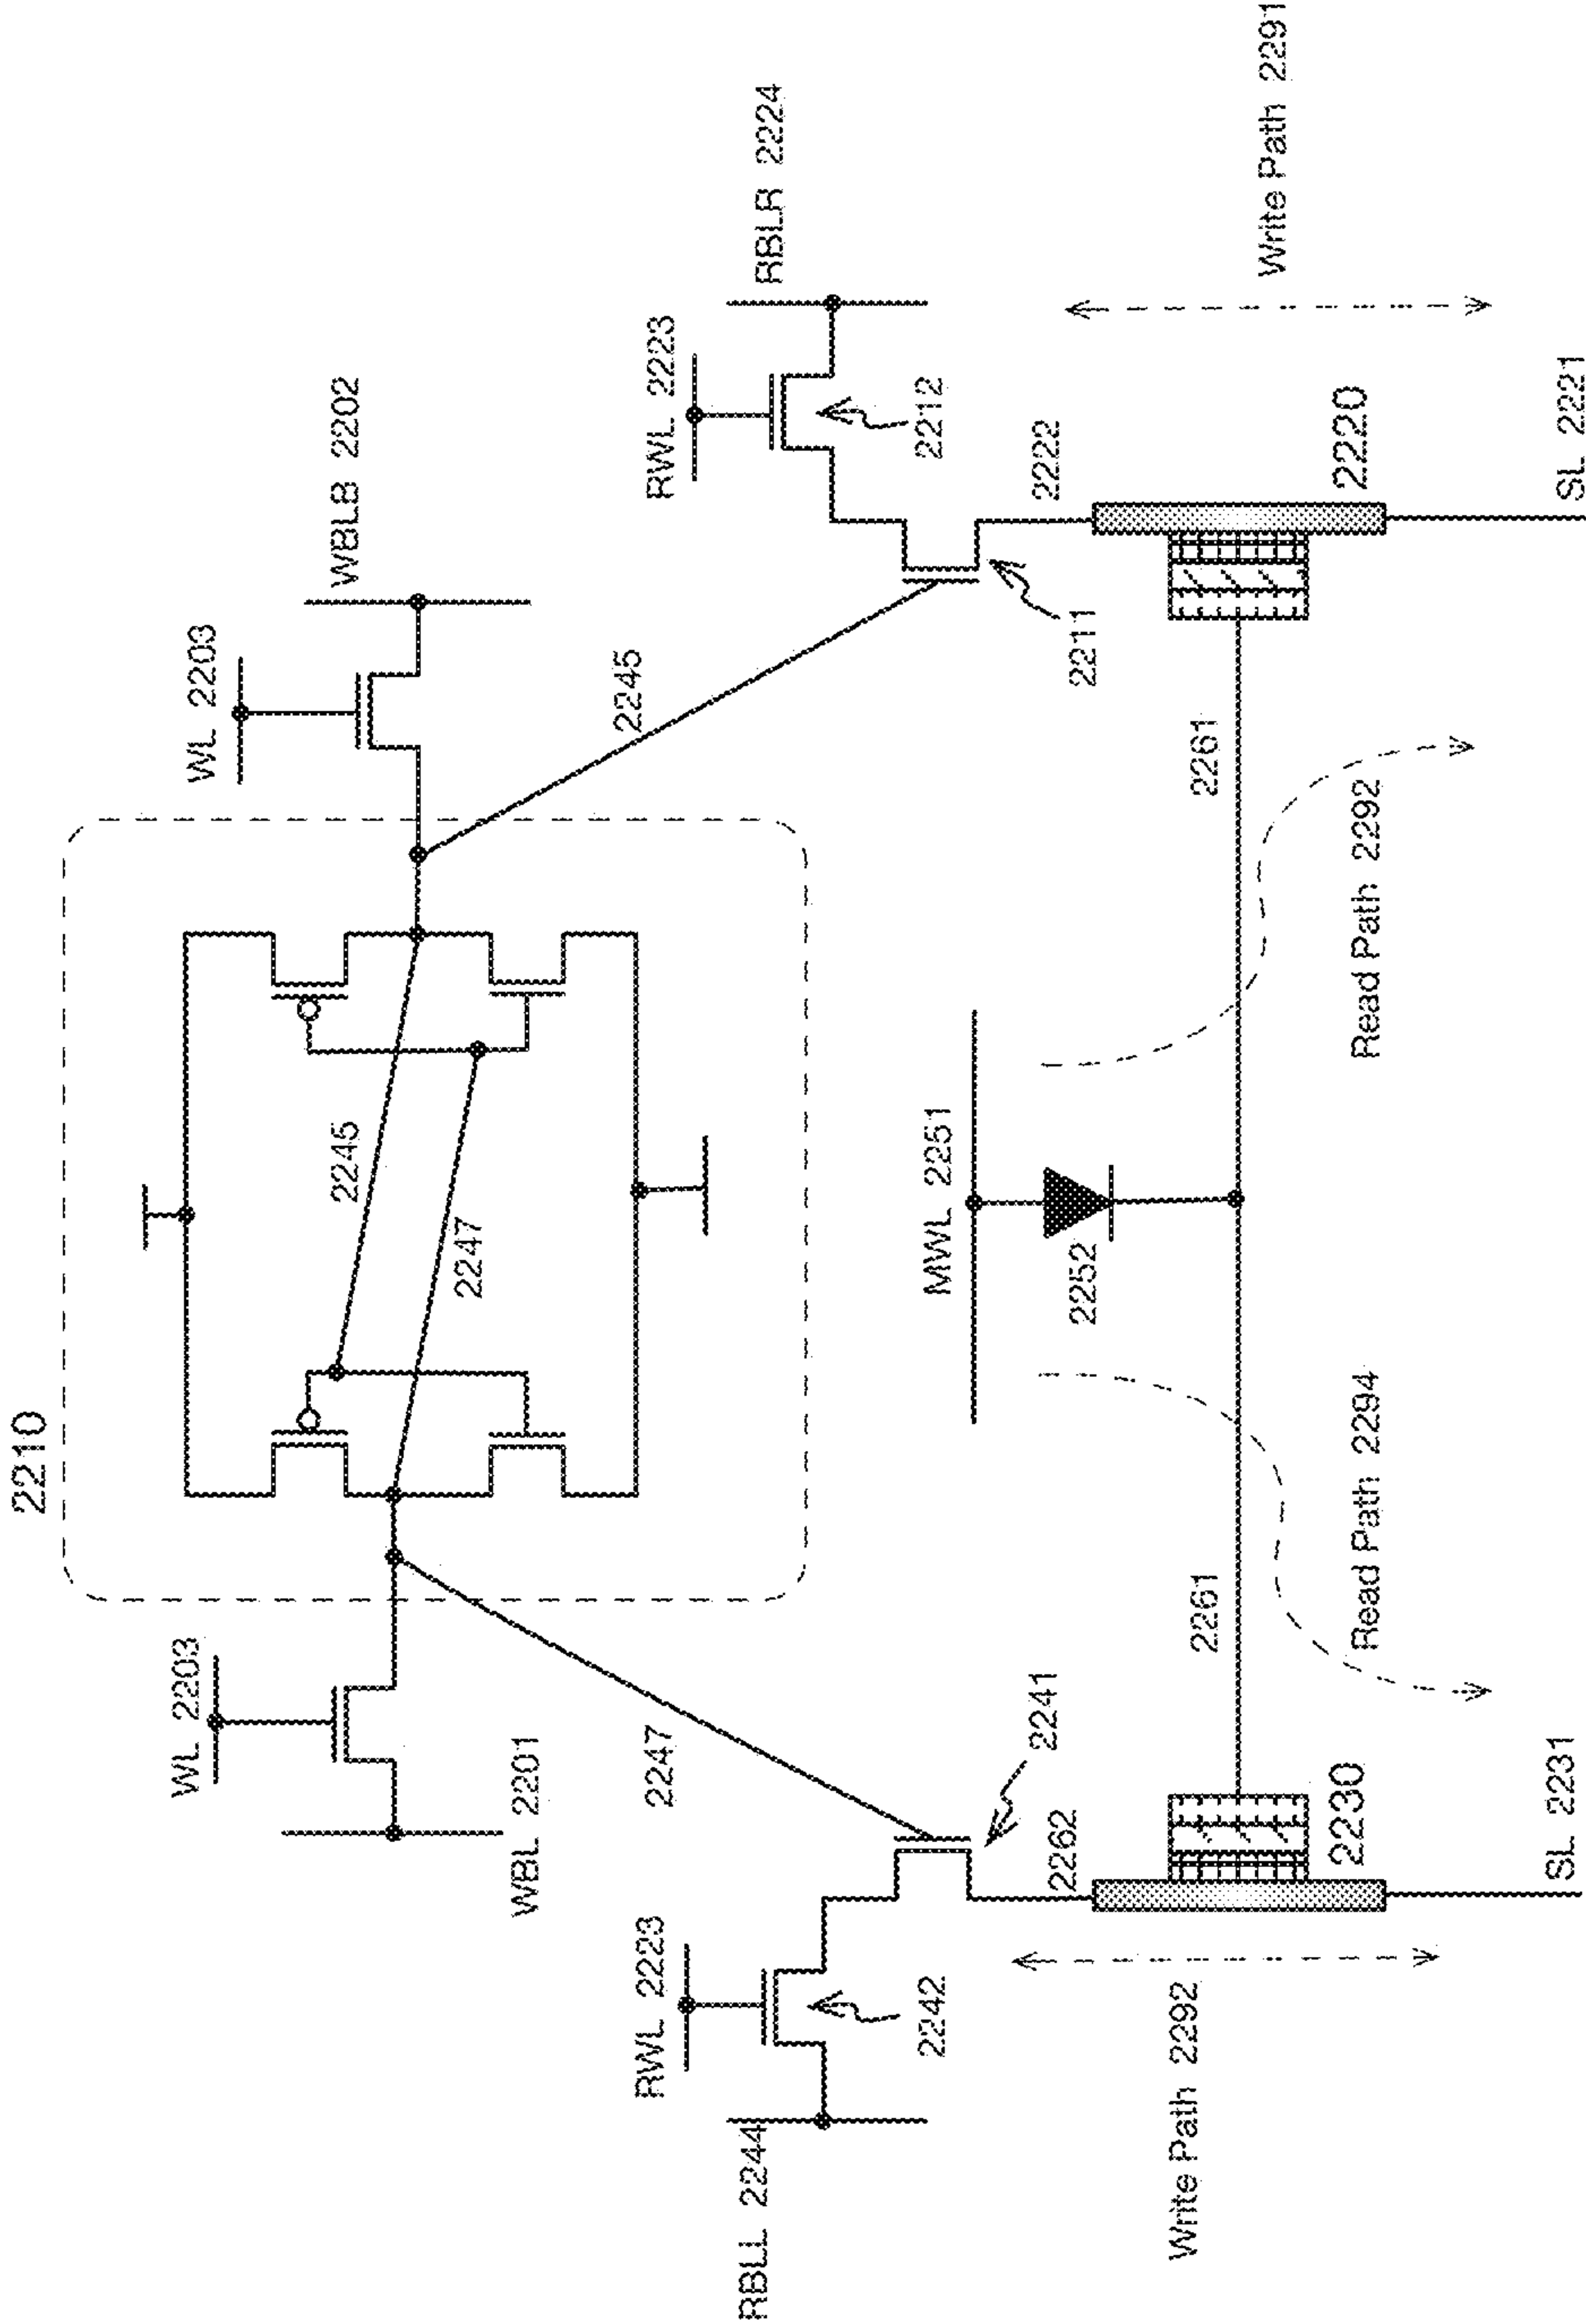 2210
WL 2203
WL 2203
WBL 2201
WBLB 2202
2245
2247
2247
2245
RWL 2223
RWL 2223
RBLL 2244
RBLR 2224
2242
2212
2241
2211
2262
2222
MWL 2251
2252
2261
2261
2230
2220
Write Path 2292
Read Path 2294
Read Path 2292
Write Path 2291
SL 2231
SL 2221